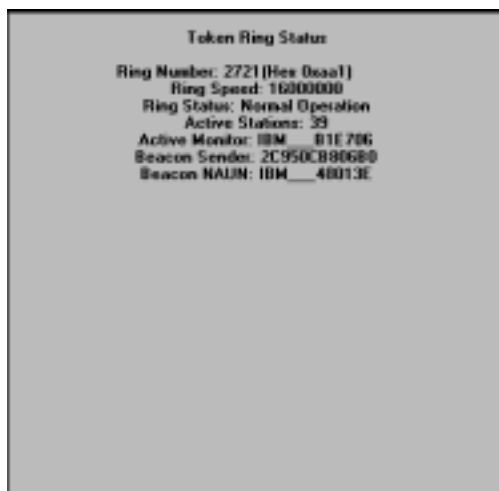 Token Ring Status
Ring Number: 2721(Hex 0xaa1)
Ring Speed: 16000000
Ring Status: Normal Operation
Active Stations: 39
Active Monitor: IBM___B1E706
Beacon Sender: 2C950CB806B0
Beacon NAUN: IBM___48013E